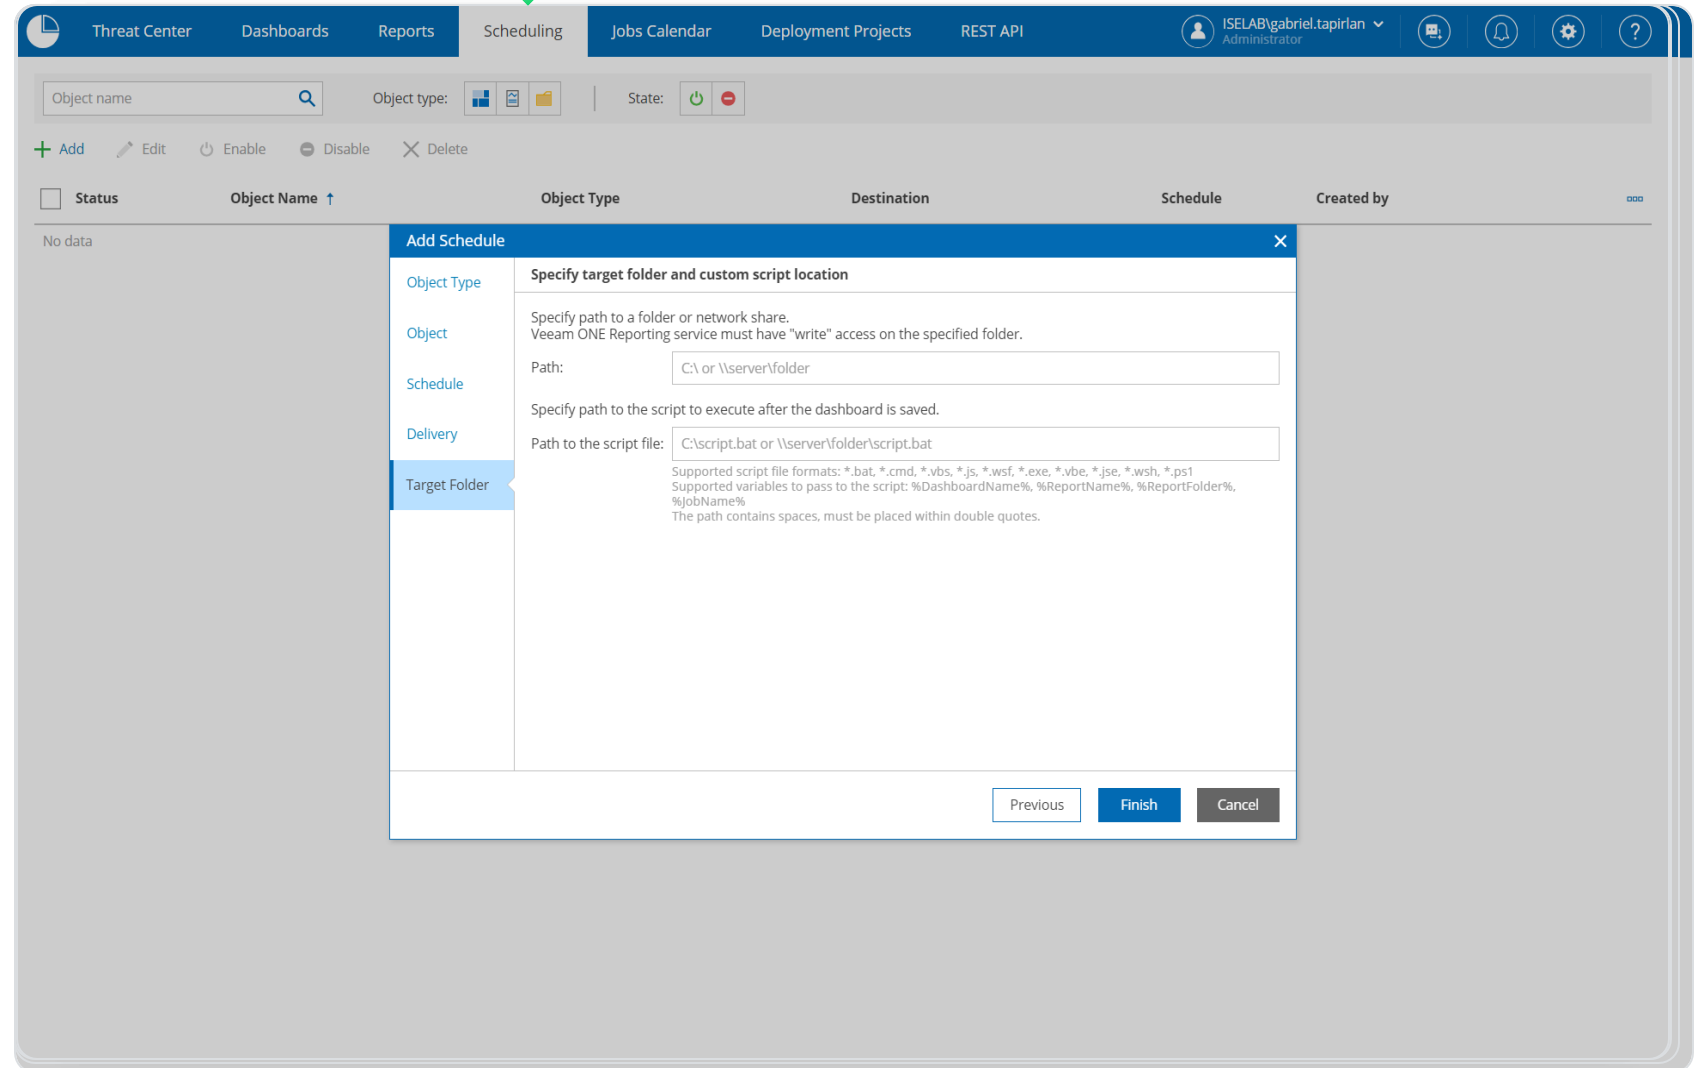 Threat Center Dashboards Reports Scheduling Jobs Calendar Deployment Projects REST API ISELAB\gabriel.tapirlan
Administrator
?
Object name Object type: State:
Add Edit Enable Disable Delete
Status Object Name ↑ Object Type Destination Schedule Created by
No data
Add Schedule
Object Type
Object
Schedule
Delivery
Target Folder
Specify target folder and custom script location
Specify path to a folder or network share.
Veeam ONE Reporting service must have "write" access on the specified folder.
Path: C:\ or \\server\folder
Specify path to the script to execute after the dashboard is saved.
Path to the script file: C:\script.bat or \\server\folder\script.bat
Supported script file formats: *.bat, *.cmd, *.vbs, *.js, *.wsf, *.exe, *.vbe, *.jse, *.wsh, *.ps1
Supported variables to pass to the script: %DashboardName%, %ReportName%, %ReportFolder%,
%JobName%
The path contains spaces, must be placed within double quotes.
Previous Finish Cancel